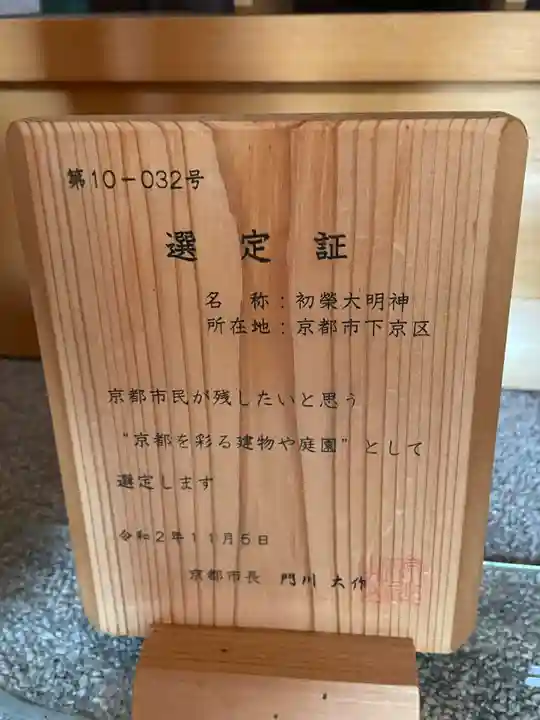 第10-032号
選定証
名 称：初榮大明神
所在地：京都市下京区
京都市民が残したいと思う
"京都を彩る建物や庭園"として
選定します
令和2年11月5日
京都市長 門川 大作